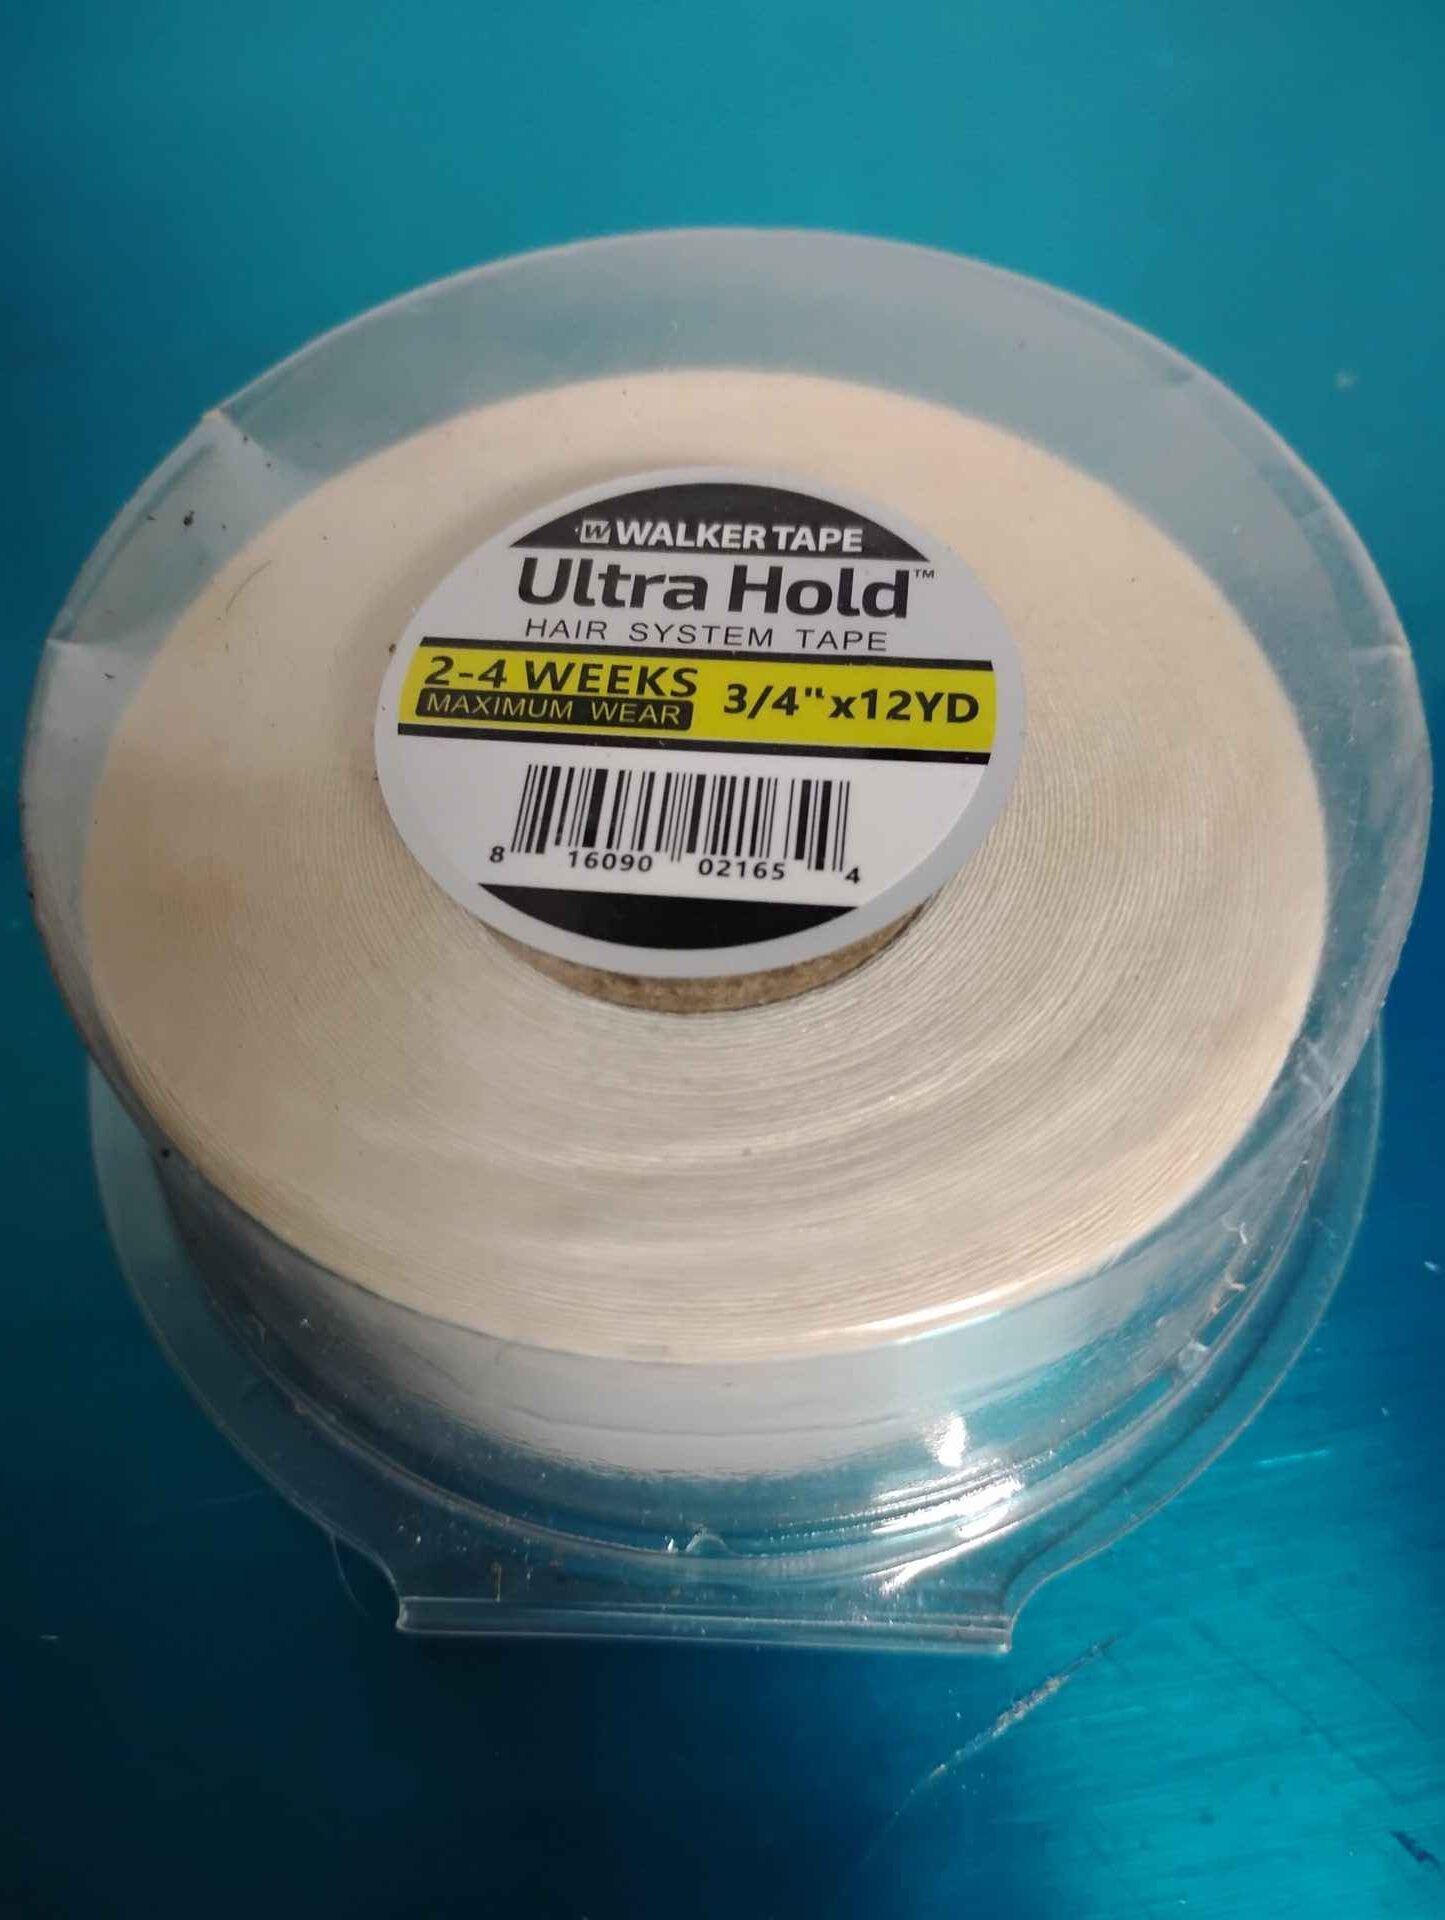 W WALKER TAPE
Ultra Hold™
HAIR SYSTEM TAPE
2-4 WEEKS
MAXIMUM WEAR
3/4"x12YD
8 16090 02165 4